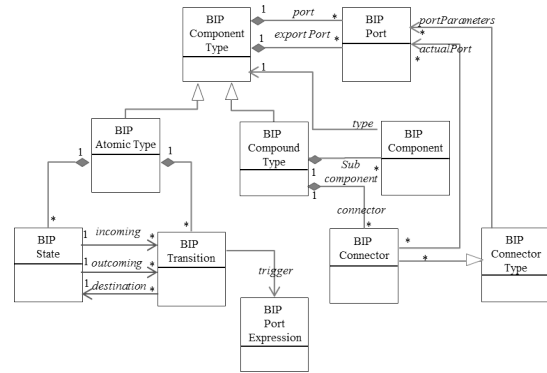 BIP
Component
Type
1
port
*
1
exportPort
*
BIP
Port
portParameters
*
actualPort
*
1
type
BIP
Atomic Type
1
1
BIP
Compound
Type
1
Sub
component
*
1
connector
*
BIP
Component
*
*
BIP
State
1
incoming
*
1
outcoming
*
1
destination
*
BIP
Transition
trigger
BIP
Port
Expression
BIP
Connector
*
*
BIP
Connector
Type